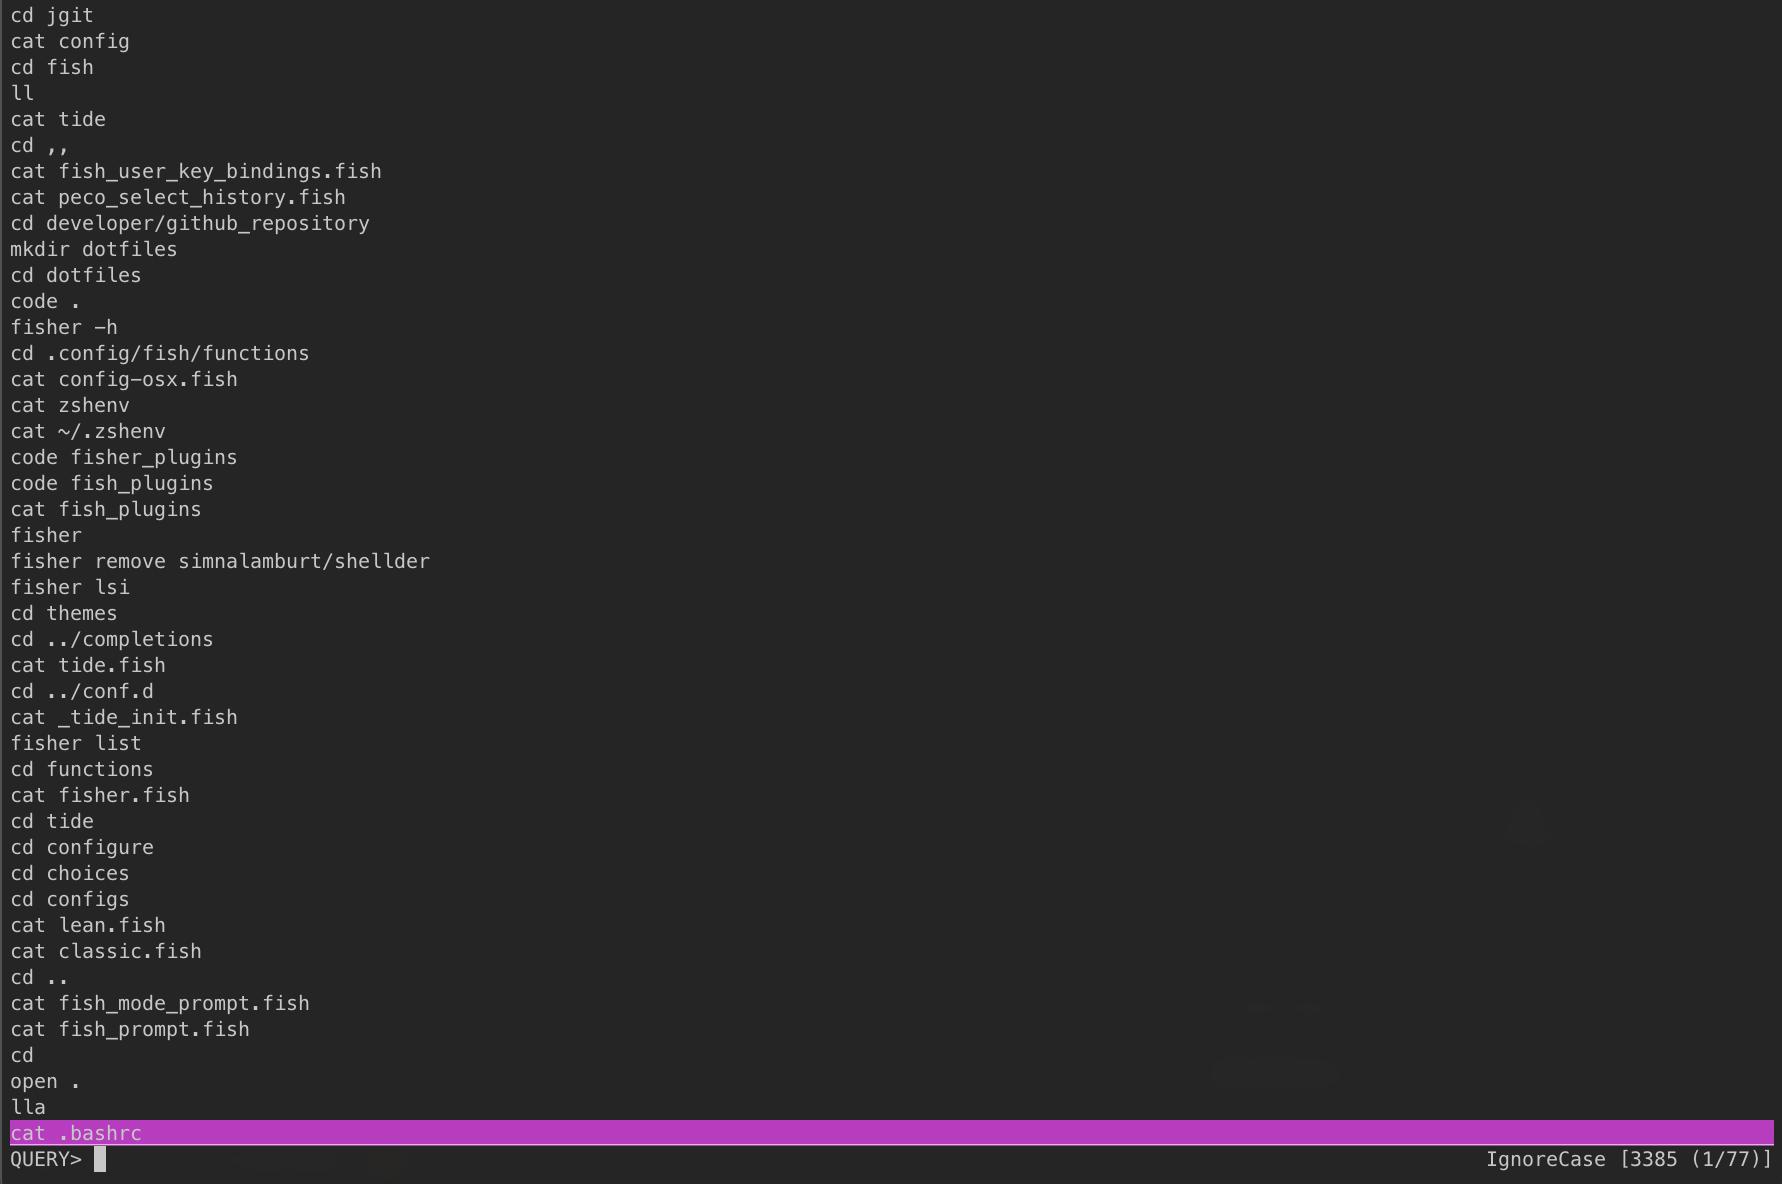 cd jgit
cat config
cd fish
ll
cat tide
cd ,,
cat fish_user_key_bindings.fish
cat peco_select_history.fish
cd developer/github_repository
mkdir dotfiles
cd dotfiles
code .
fisher -h
cd .config/fish/functions
cat config-osx.fish
cat zshenv
cat ~/.zshenv
code fisher_plugins
code fish_plugins
cat fish_plugins
fisher
fisher remove simnalamburt/shellder
fisher lsi
cd themes
cd ../completions
cat tide.fish
cd ../conf.d
cat _tide_init.fish
fisher list
cd functions
cat fisher.fish
cd tide
cd configure
cd choices
cd configs
cat lean.fish
cat classic.fish
cd ..
cat fish_mode_prompt.fish
cat fish_prompt.fish
cd
open .
lla
cat .bashrc
QUERY> IgnoreCase [3385 (1/77)]